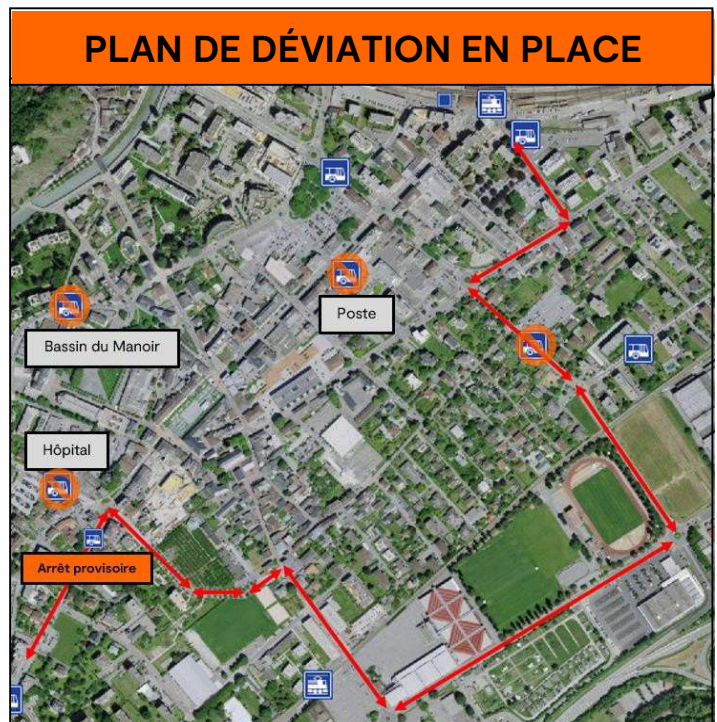 PLAN DE DÉVIATION EN PLACE
Poste
Bassin du Manoir
Hôpital
Arrêt provisoire